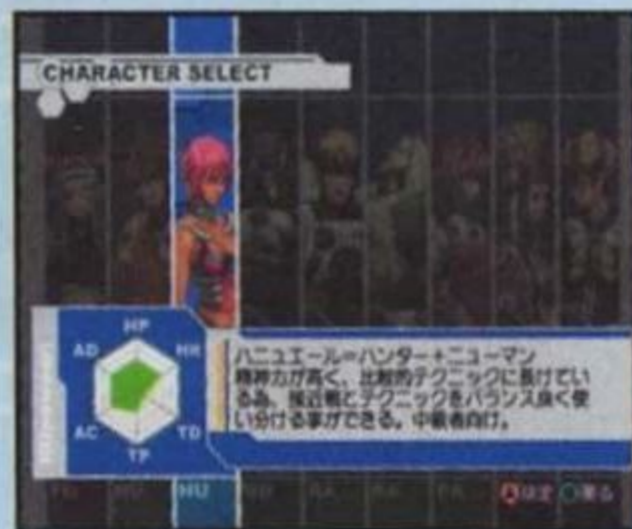 CHARACTER SELECT
HP
AD
AC
TP
TD
ハニュエール=ハンター+ニューマン
精神力が高く、比較的テクニックに長けてい
る為、接近戦とテクニックをバランス良く使
い分ける事ができる。中級者向け。
HU
決定 戻る